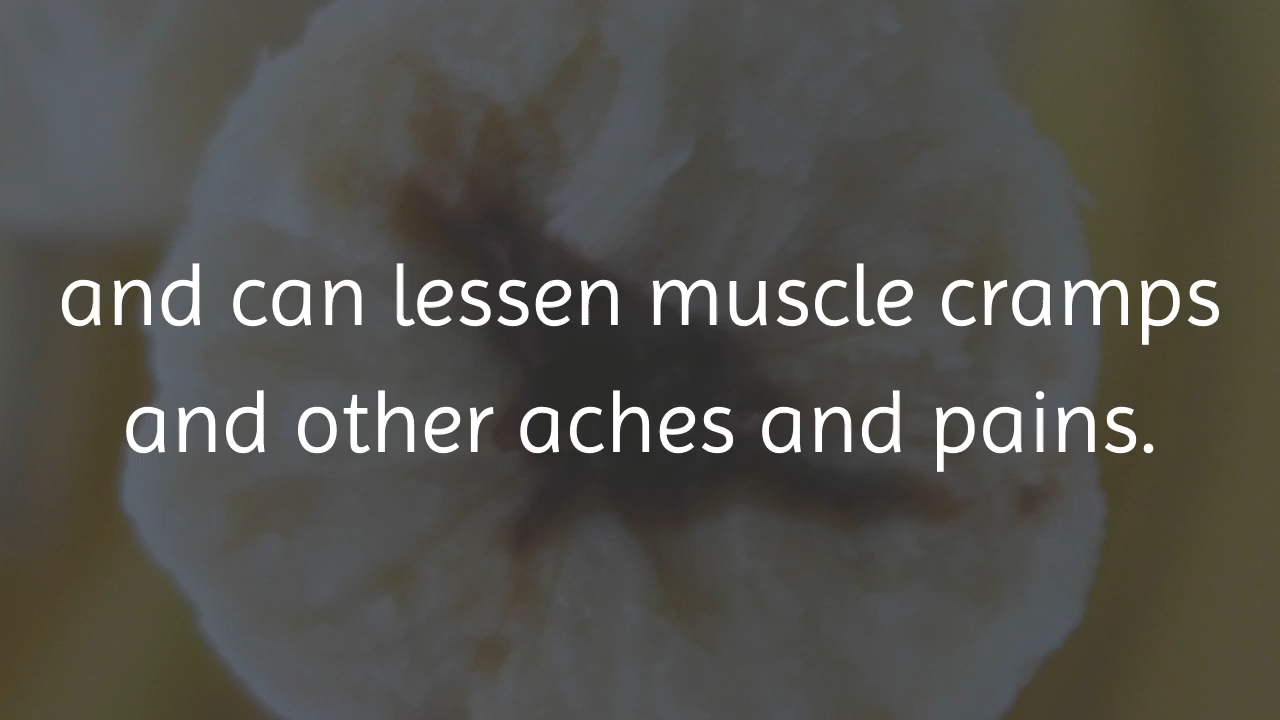 and can lessen muscle cramps
and other aches and pains.